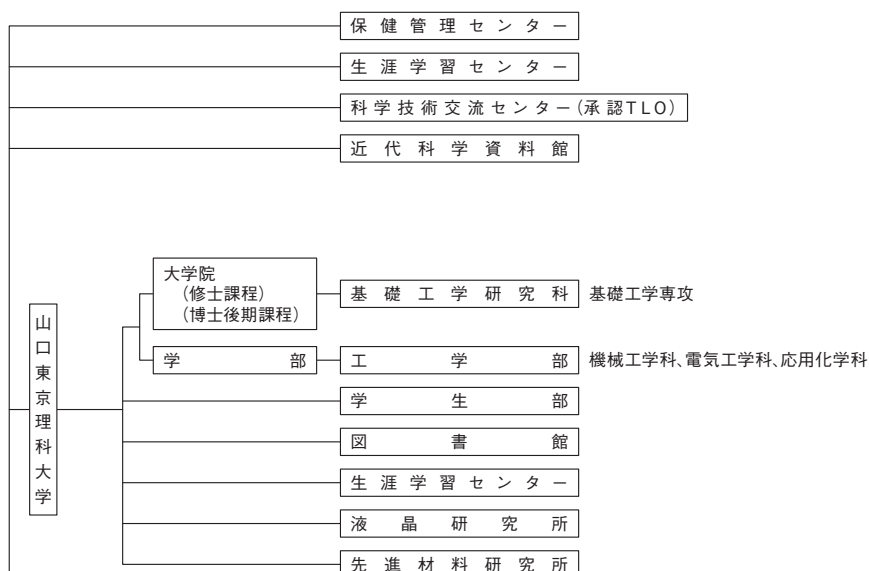 保健管理センター
生涯学習センター
科学技術交流センター(承認TLO)
近代科学資料館
山口東京理科大学
大学院
(修士課程)
(博士後期課程)
基礎工学研究科 基礎工学専攻
学部 工学部 機械工学科、電気工学科、応用化学科
学生部
図書館
生涯学習センター
液晶研究所
先進材料研究所